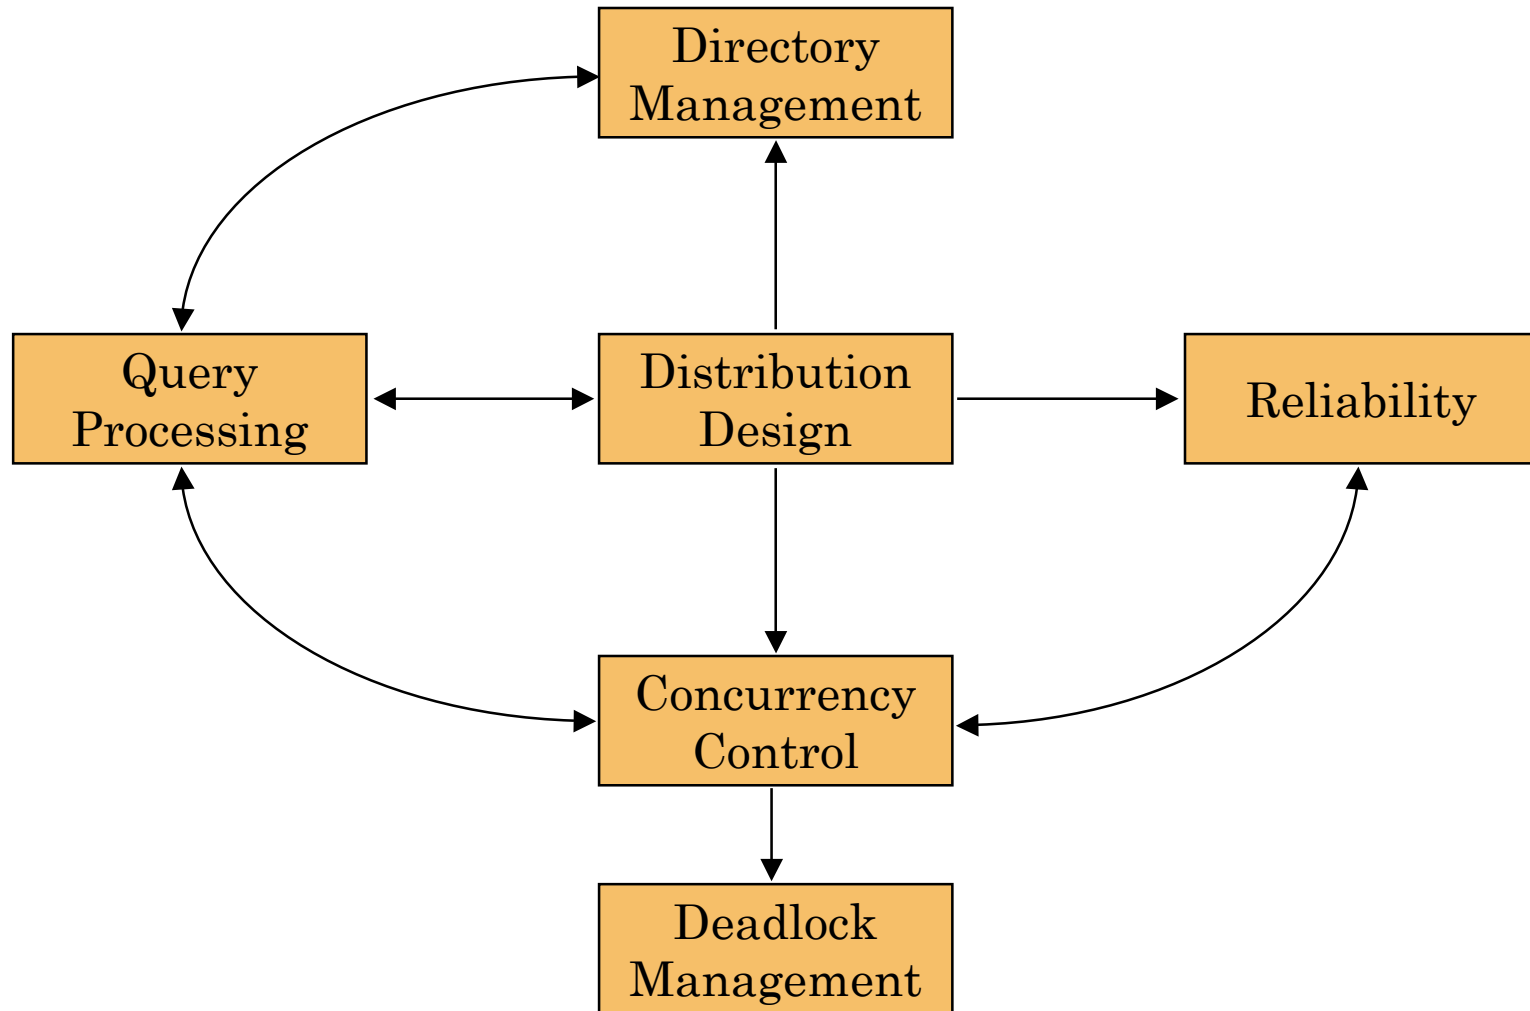 Directory
Management
Query
Processing
Distribution
Design
Reliability
Concurrency
Control
Deadlock
Management